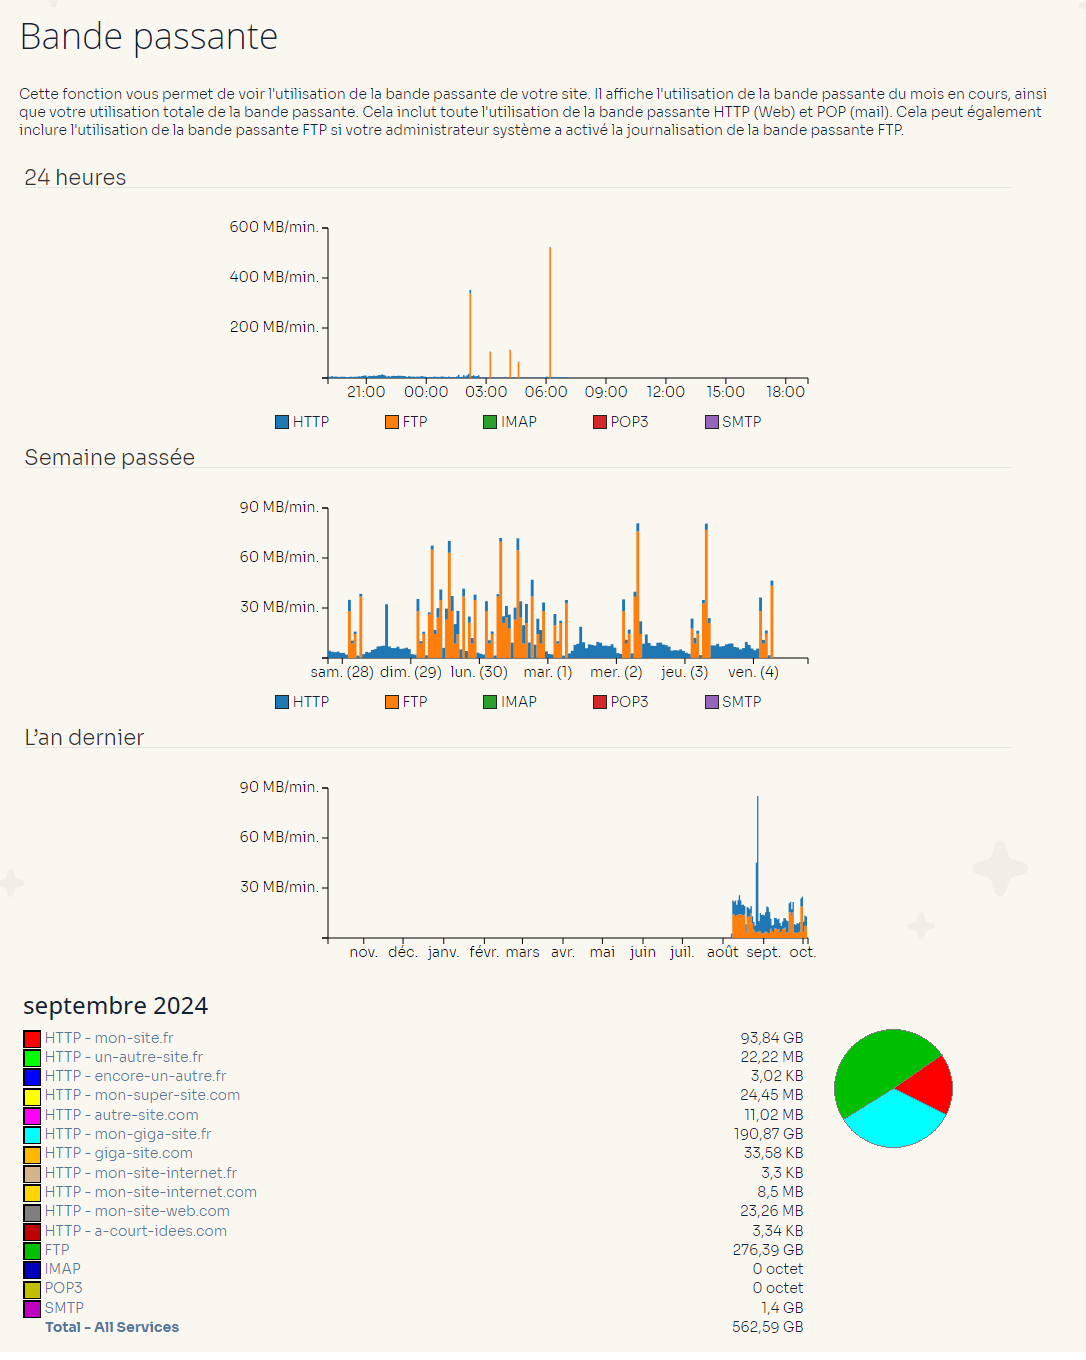 Bande passante
Cette fonction vous permet de voir l'utilisation de la bande passante de votre site. Il affiche l'utilisation de la bande passante du mois en cours, ainsi
que votre utilisation totale de la bande passante. Cela inclut toute l'utilisation de la bande passante HTTP (Web) et POP (mail). Cela peut également
inclure l'utilisation de la bande passante FTP si votre administrateur système a activé la journalisation de la bande passante FTP.
24 heures
600 MB/min.
400 MB/min.
200 MB/min.
21:00 00:00 03:00 06:00 09:00 12:00 15:00 18:00
HTTP FTP IMAP POP3 SMTP
Semaine passée
90 MB/min.
60 MB/min.
30 MB/min.
sam. (28) dim. (29) lun. (30) mar. (1) mer. (2) jeu. (3) ven. (4)
HTTP FTP IMAP POP3 SMTP
L’an dernier
90 MB/min.
60 MB/min.
30 MB/min.
nov. déc. janv. févr. mars avr. mai juin juil. août sept. oct.
septembre 2024
HTTP - mon-site.fr 93,84 GB
HTTP - un-autre-site.fr 22,22 MB
HTTP - encore-un-autre.fr 3,02 KB
HTTP - mon-super-site.com 24,45 MB
HTTP - autre-site.com 11,02 MB
HTTP - mon-giga-site.fr 190,87 GB
HTTP - giga-site.com 33,58 KB
HTTP - mon-site-internet.fr 3,3 KB
HTTP - mon-site-internet.com 8,5 MB
HTTP - mon-site-web.com 23,26 MB
HTTP - a-court-idees.com 3,34 KB
FTP 276,39 GB
IMAP 0 octet
POP3 0 octet
SMTP 1,4 GB
Total - All Services 562,59 GB